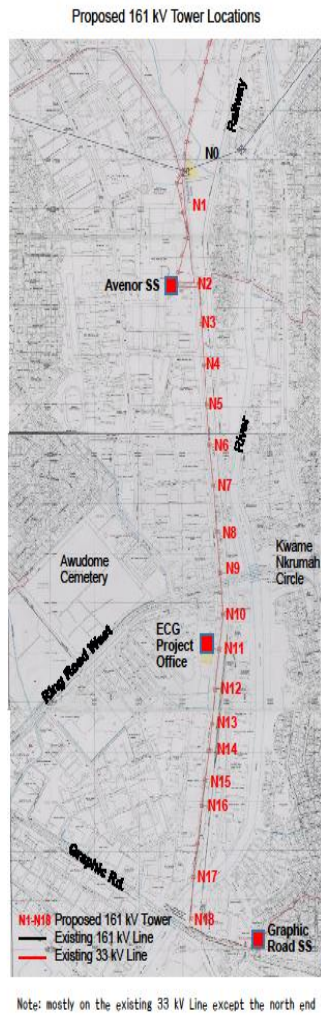 Proposed 161 kV Tower Locations
Railway
N0
N1
Avenor SS
N2
N3
N4
N5
N6
River
N7
N8
Awudome
Cemetery
Kwame
Nkrumah
Circle
N9
N10
ECG
Project
Office
Ring Road West
N11
N12
N13
N14
N15
N16
Graphic Rd.
N17
N18
N1-N18 Proposed 161 kV Tower
Existing 161 kV Line
Existing 33 kV Line
Graphic
Road SS
Note: mostly on the existing 33 kV Line except the north end